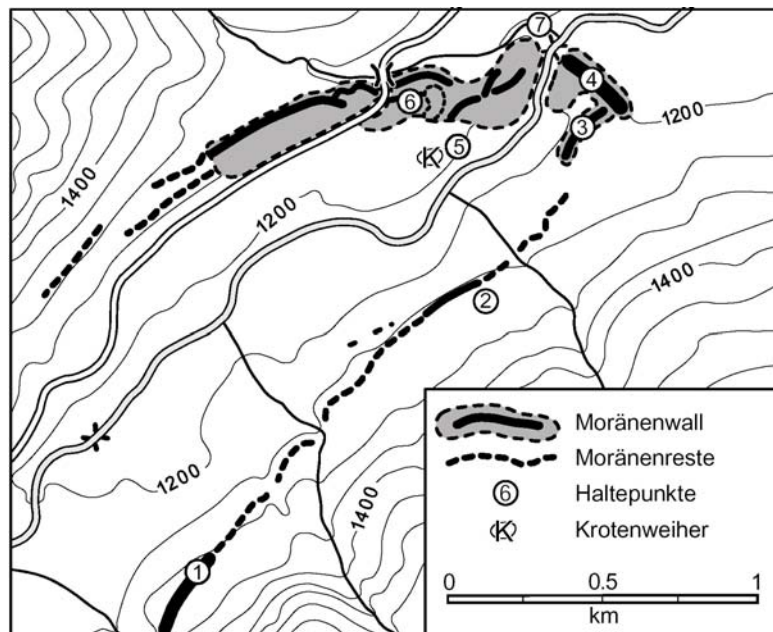 7
4
6
1200
3
1400
5
K
1200
1400
2
Moränenwall
Moränenreste
6 Haltepunkte
K Krotenweiher
1200
1400
1
0 0.5 1
km